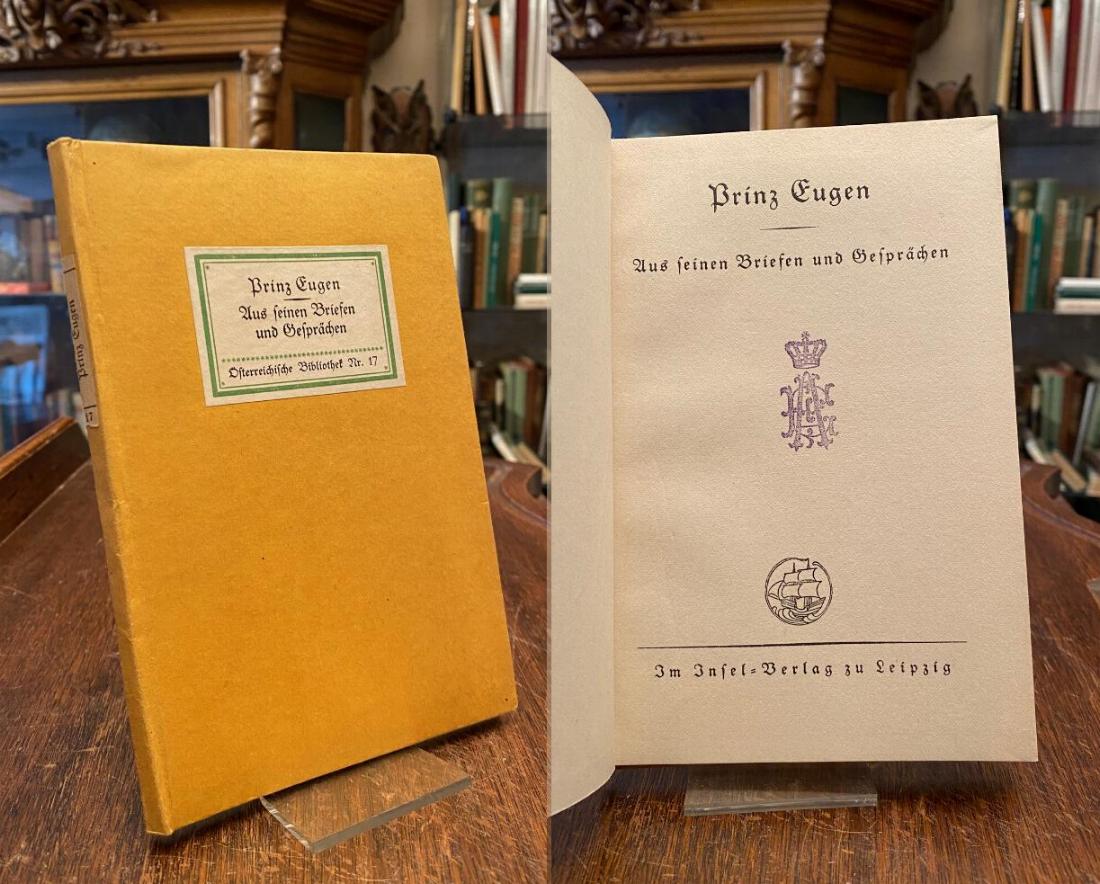 Prinz Eugen
Aus seinen Briefen
und Gesprächen
Österreichische Bibliothek Nr. 17
Prinz Eugen
17
Prinz Eugen
Aus seinen Briefen und Gesprächen
Im Insel-Verlag zu Leipzig